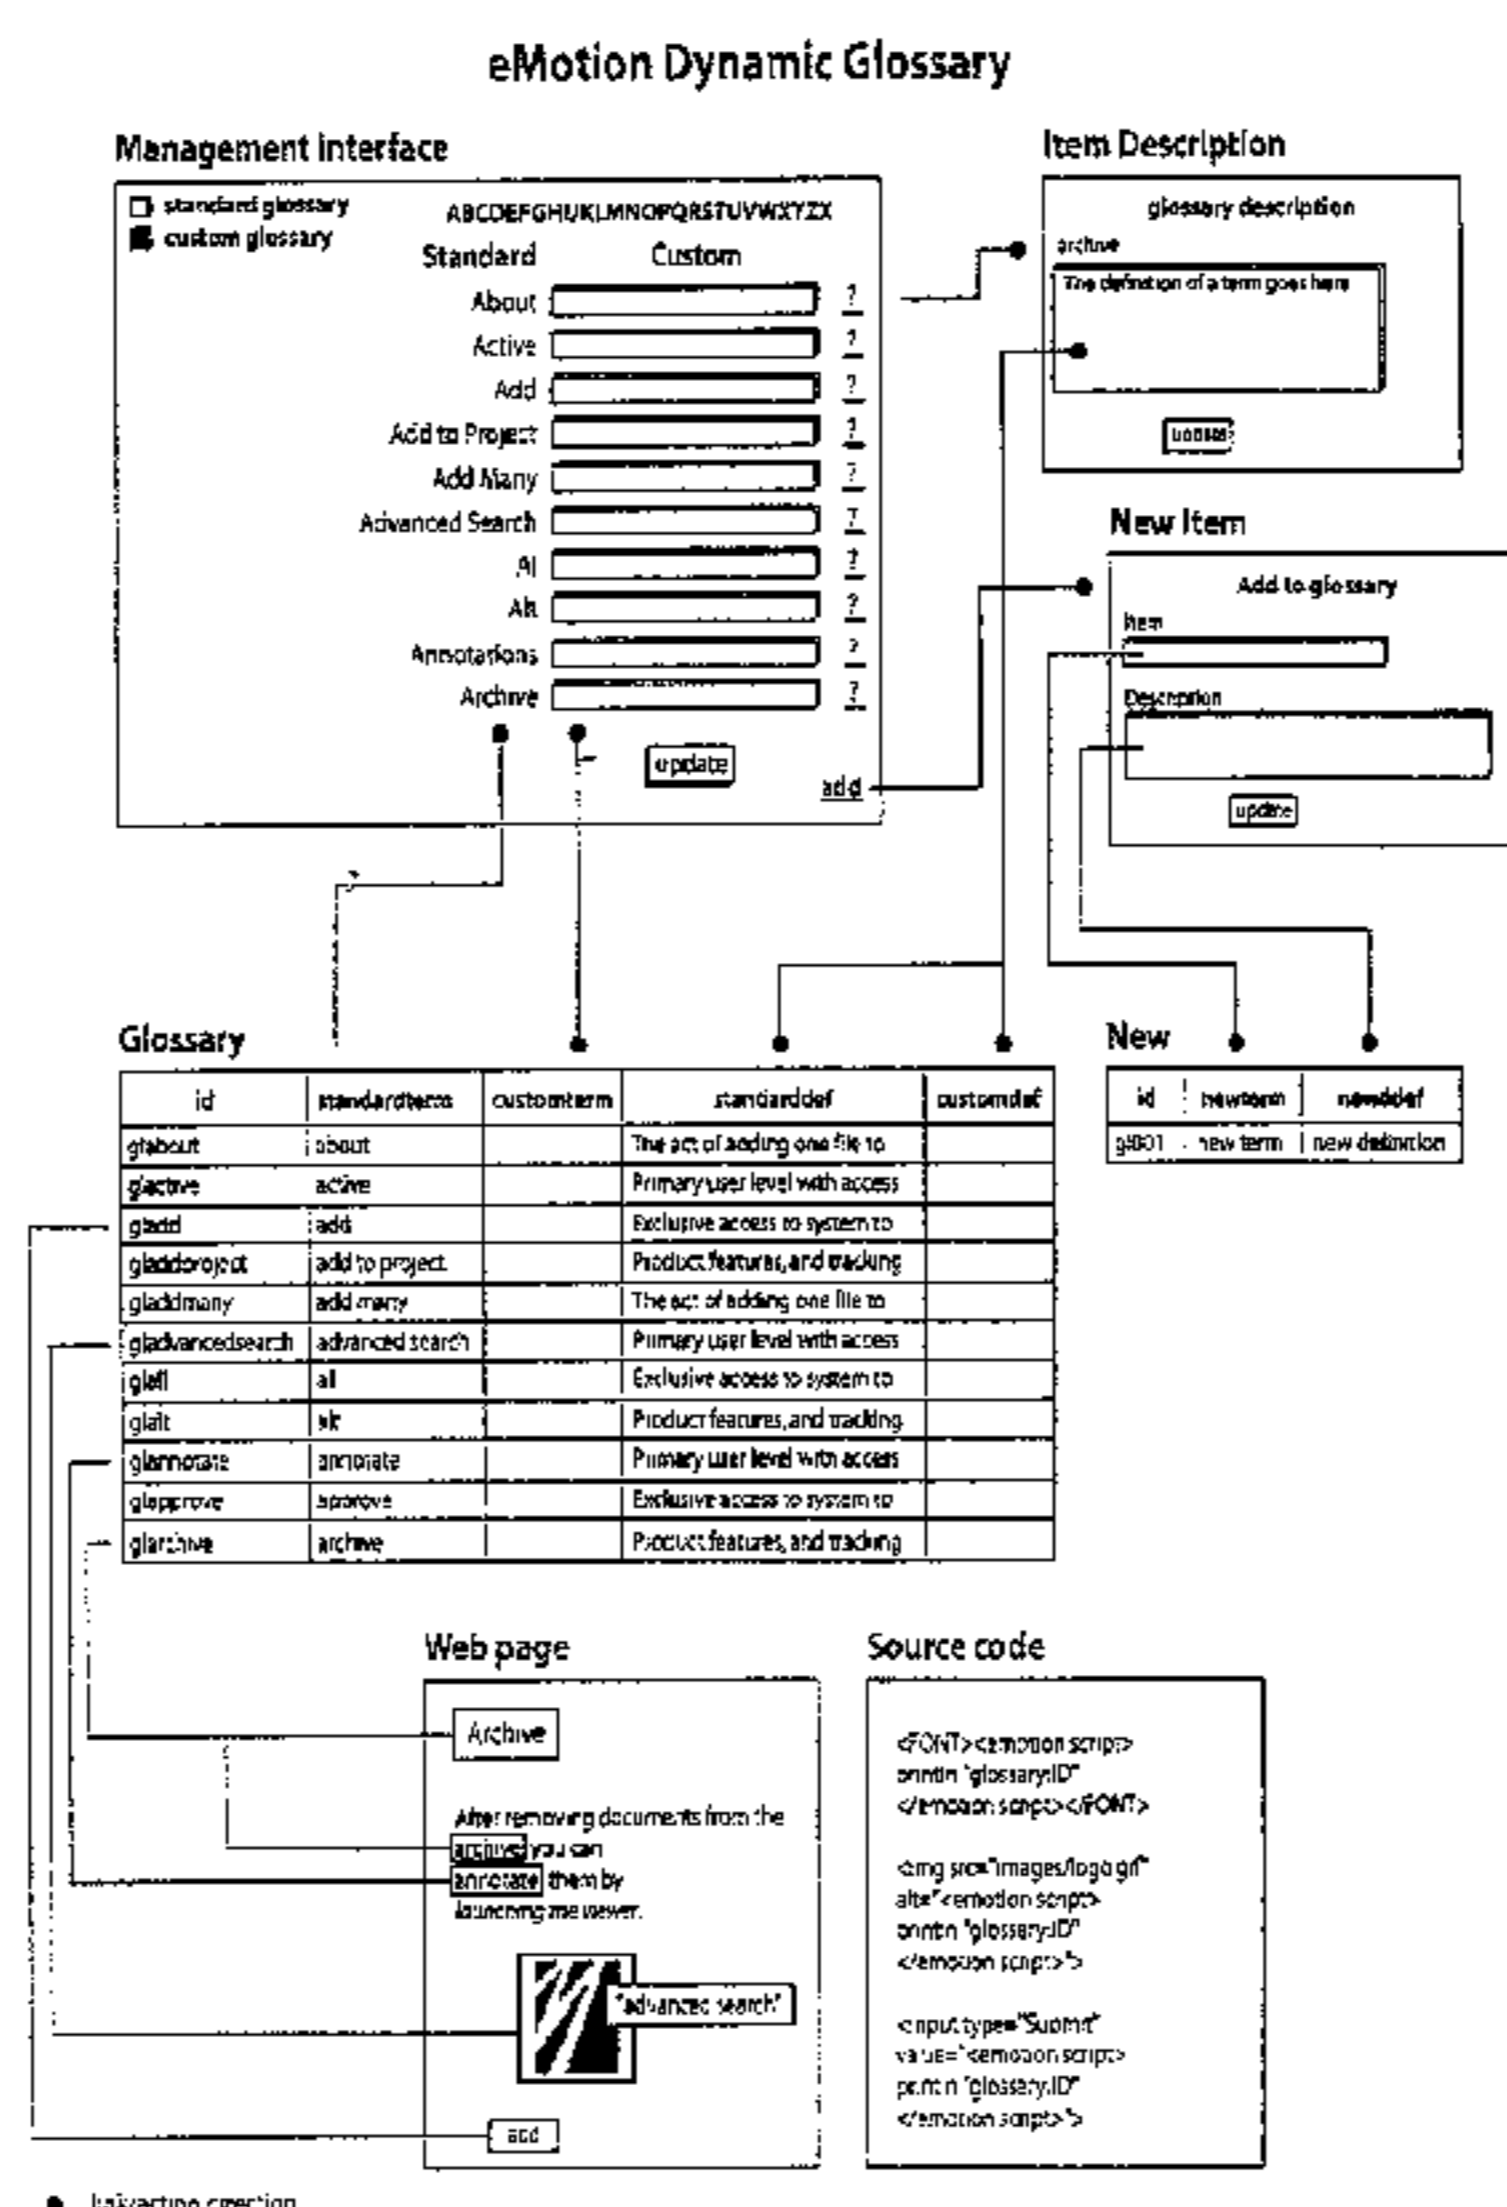 eMotion Dynamic Glossary
Management interface
standard glossary
custom glossary
ABCDEFGHIJKLMNOPQRSTUVWXYZX
Standard Custom
About ?
Active ?
Add ?
Add to Project ?
Add Many ?
Advanced Search ?
All ?
Alt ?
Annotations ?
Archive ?
update
add
Item Description
glossary description
archive
The definition of a term goes here
update
New Item
Add to glossary
Item
Description
update
Glossary
id standardterm customterm standarddef customdef
glabout about The act of adding one file to
glactive active Primary user level with access
gladd add Exclusive access to system to
gladdproject add to project Product features, and tracking
gladdmany add many The act of adding one file to
gladvancedsearch advanced search Primary user level with access
glall all Exclusive access to system to
glalt alt Product features, and tracking
glannotate annotate Primary user level with access
glapprove approve Exclusive access to system to
glarchive archive Product features, and tracking
New
id newterm newddef
gl001 new term new definition
Web page
Archive
After removing documents from the
archive, you can
annotate them by
launching the viewer.
"advanced search"
add
Source code
<FONT><emotion script>
println "glossary.ID"
</emotion script></FONT>
<img src="images/logo.gif"
alt="<emotion script>
println "glossary.ID"
</emotion script>">
<input type="Submit"
value="<emotion script>
println "glossary.ID"
</emotion script>">